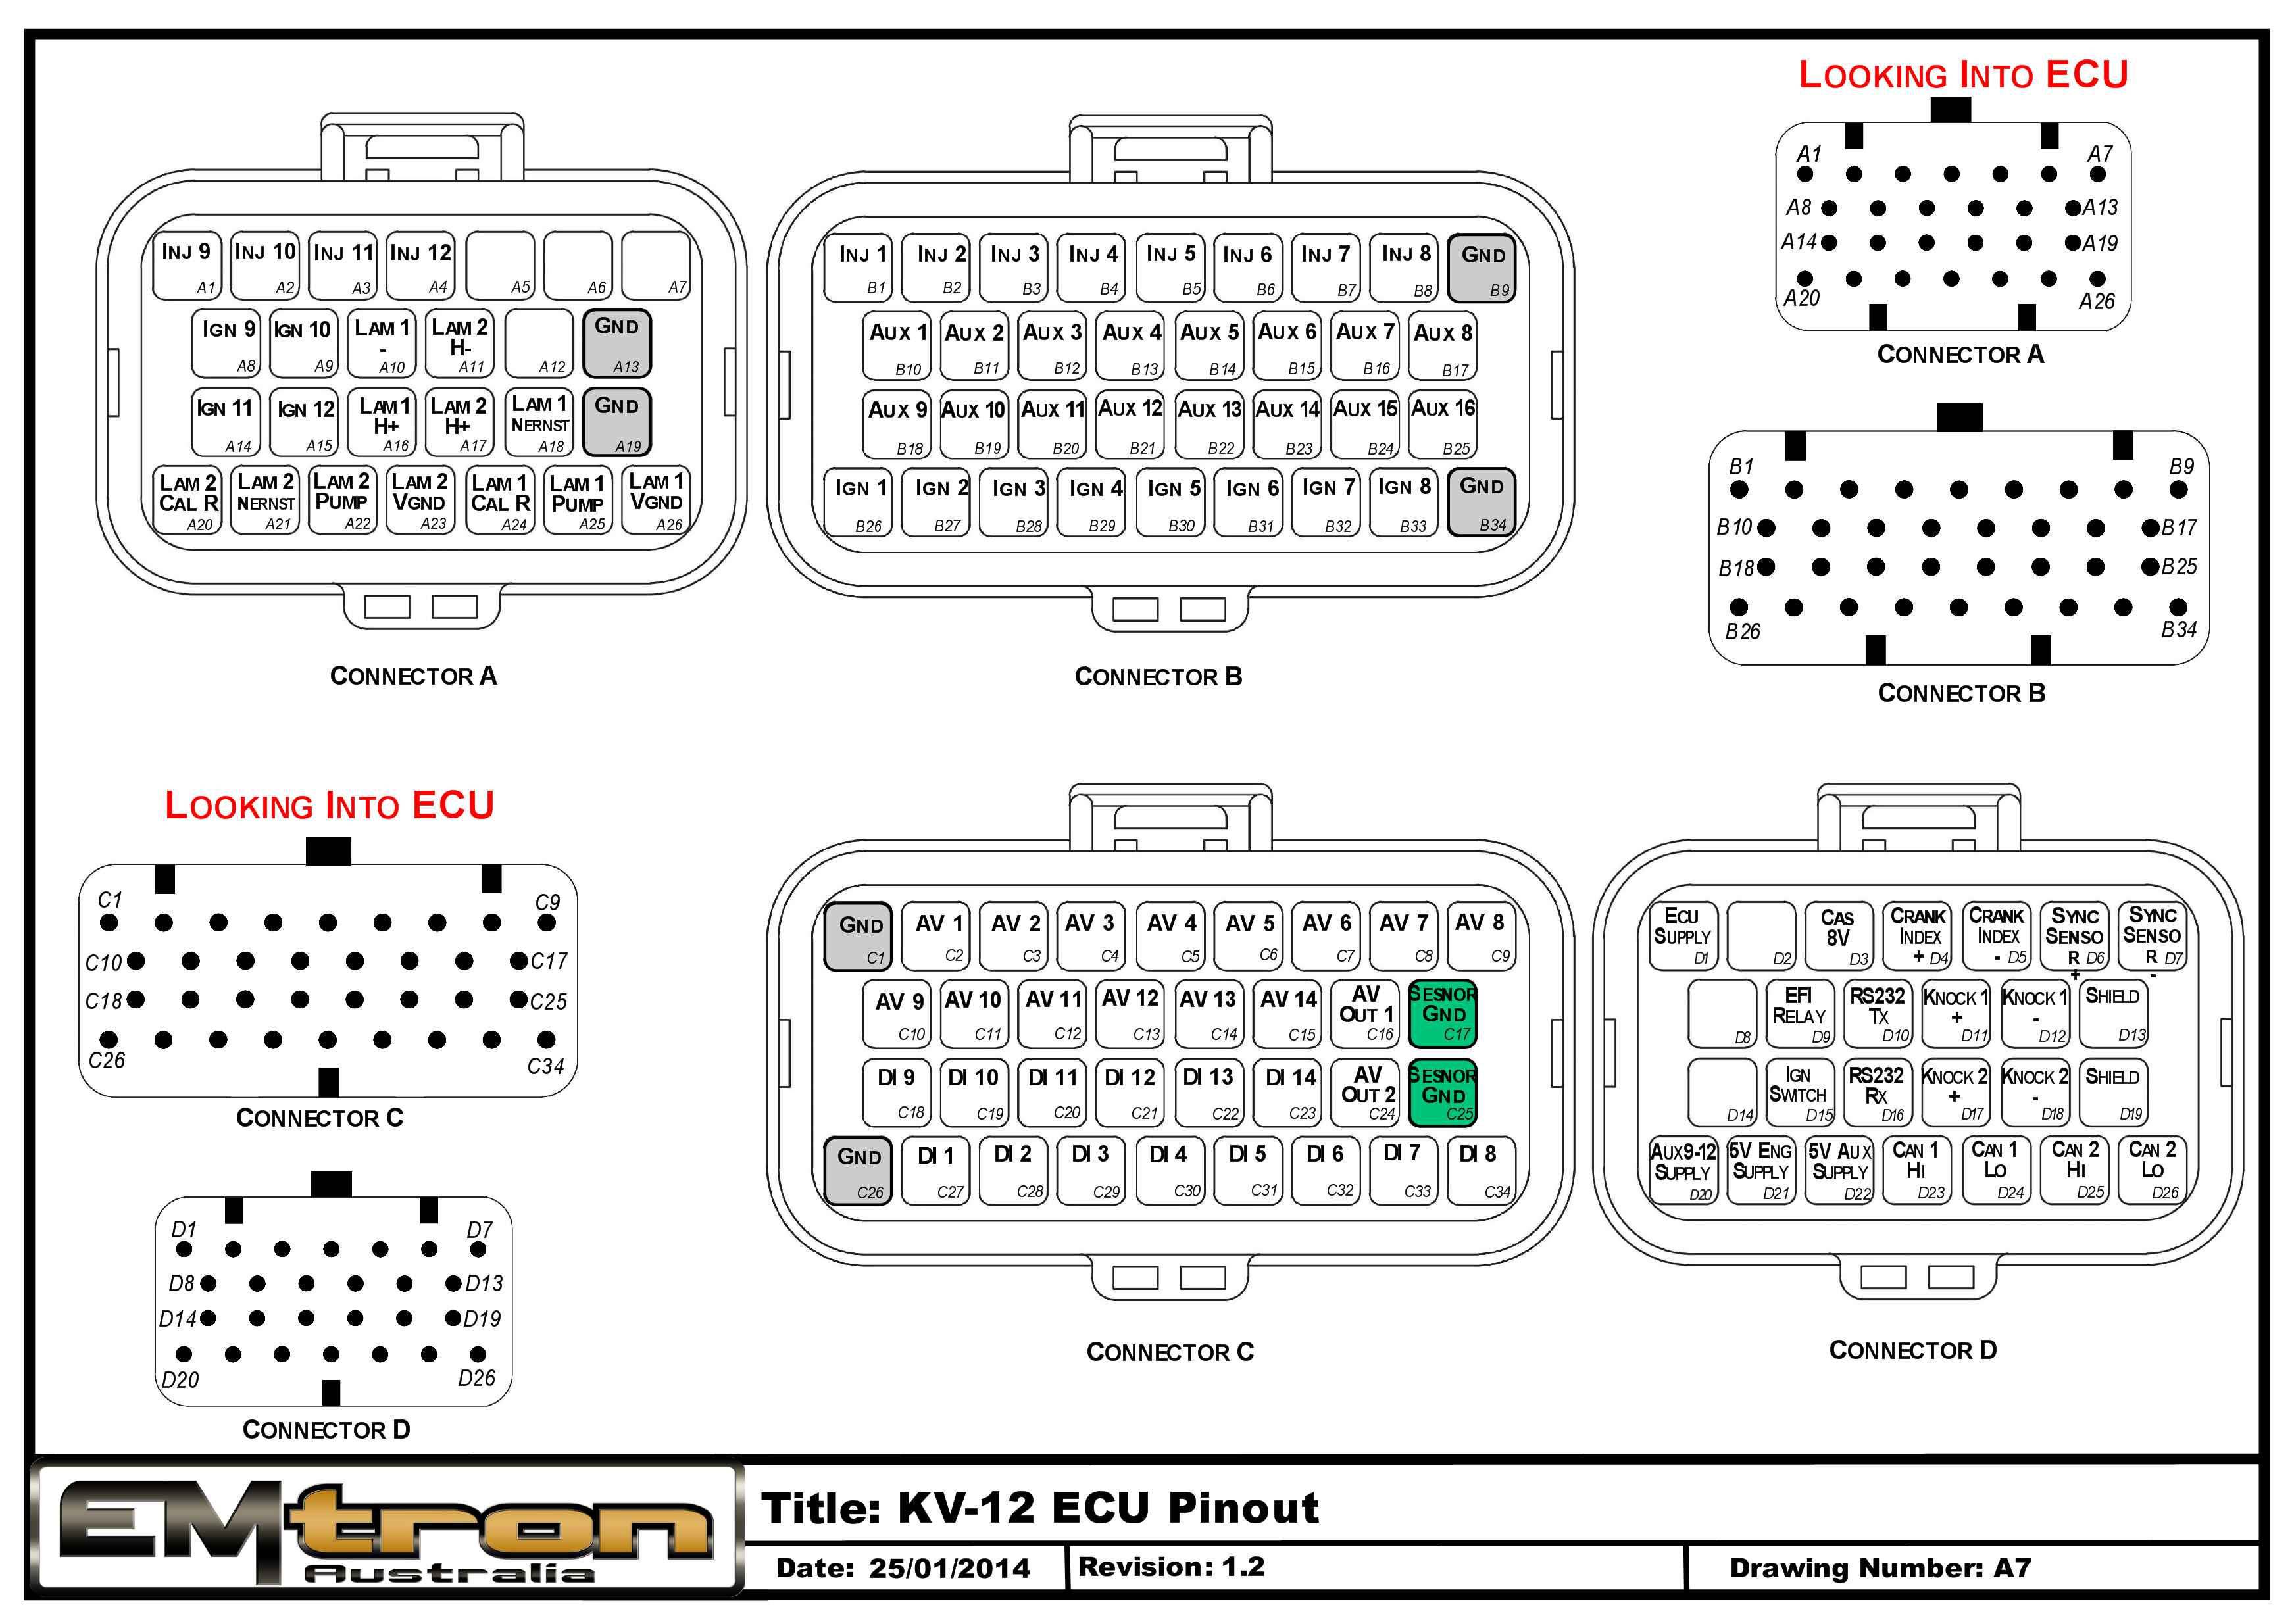 LOOKING INTO ECU
A1 A7
A8 A13
A14 A19
A20 A26
CONNECTOR A
B1 B9
B10 B17
B18 B25
B26 B34
CONNECTOR B
INJ 9 A1
INJ 10 A2
INJ 11 A3
INJ 12 A4
A5
A6
A7
IGN 9 A8
IGN 10 A9
LAM 1 - A10
LAM 2 H- A11
A12
GND A13
IGN 11 A14
IGN 12 A15
LAM 1 H+ A16
LAM 2 H+ A17
LAM 1 NERNST A18
GND A19
LAM 2 CAL R A20
LAM 2 NERNST A21
LAM 2 PUMP A22
LAM 2 VGND A23
LAM 1 CAL R A24
LAM 1 PUMP A25
LAM 1 VGND A26
CONNECTOR A
INJ 1 B1
INJ 2 B2
INJ 3 B3
INJ 4 B4
INJ 5 B5
INJ 6 B6
INJ 7 B7
INJ 8 B8
GND B9
AUX 1 B10
AUX 2 B11
AUX 3 B12
AUX 4 B13
AUX 5 B14
AUX 6 B15
AUX 7 B16
AUX 8 B17
AUX 9 B18
AUX 10 B19
AUX 11 B20
AUX 12 B21
AUX 13 B22
AUX 14 B23
AUX 15 B24
AUX 16 B25
IGN 1 B26
IGN 2 B27
IGN 3 B28
IGN 4 B29
IGN 5 B30
IGN 6 B31
IGN 7 B32
IGN 8 B33
GND B34
CONNECTOR B
LOOKING INTO ECU
C1 C9
C10 C17
C18 C25
C26 C34
CONNECTOR C
D1 D7
D8 D13
D14 D19
D20 D26
CONNECTOR D
GND C1
AV 1 C2
AV 2 C3
AV 3 C4
AV 4 C5
AV 5 C6
AV 6 C7
AV 7 C8
AV 8 C9
AV 9 C10
AV 10 C11
AV 11 C12
AV 12 C13
AV 13 C14
AV 14 C15
AV OUT 1 C16
SESNOR GND C17
DI 9 C18
DI 10 C19
DI 11 C20
DI 12 C21
DI 13 C22
DI 14 C23
AV OUT 2 C24
SESNOR GND C25
GND C26
DI 1 C27
DI 2 C28
DI 3 C29
DI 4 C30
DI 5 C31
DI 6 C32
DI 7 C33
DI 8 C34
CONNECTOR C
ECU SUPPLY D1
D2
CAS 8V D3
CRANK INDEX + D4
CRANK INDEX - D5
SYNC SENSO R + D6
SYNC SENSO R - D7
D8
EFI RELAY D9
RS232 TX D10
KNOCK 1 + D11
KNOCK 1 - D12
SHIELD D13
D14
IGN SWITCH D15
RS232 RX D16
KNOCK 2 + D17
KNOCK 2 - D18
SHIELD D19
AUX9-12 SUPPLY D20
5V ENG SUPPLY D21
5V AUX SUPPLY D22
CAN 1 HI D23
CAN 1 LO D24
CAN 2 HI D25
CAN 2 LO D26
CONNECTOR D
EMtron
Australia
Title: KV-12 ECU Pinout
Date: 25/01/2014
Revision: 1.2
Drawing Number: A7